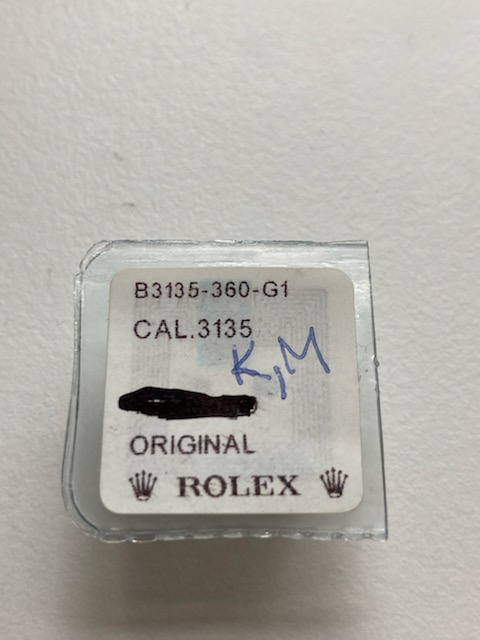 B3135-360-G1
CAL.3135
K,M
ORIGINAL
ROLEX